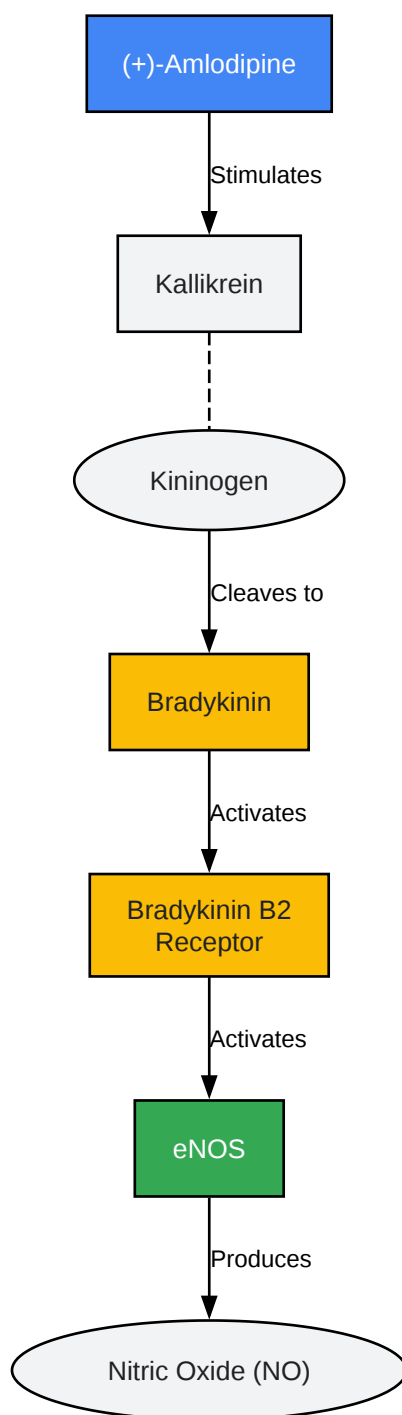 (+)-Amlodipine
Stimulates
Kallikrein
Kininogen
Cleaves to
Bradykinin
Activates
Bradykinin B2
Receptor
Activates
eNOS
Produces
Nitric Oxide (NO)